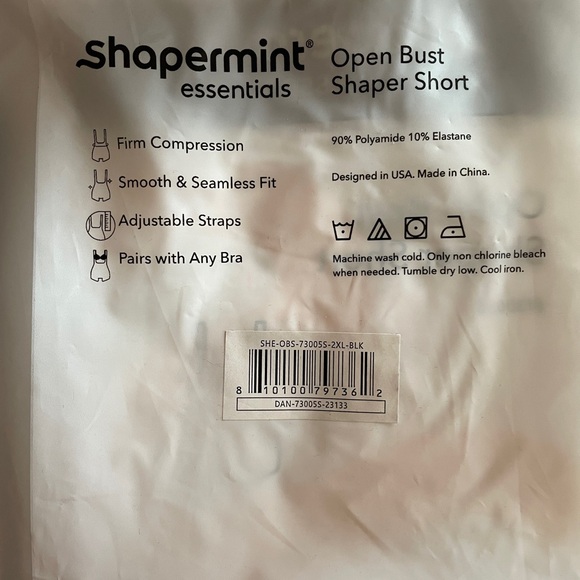 Shapermint®
essentials
Open Bust
Shaper Short
Firm Compression
Smooth & Seamless Fit
Adjustable Straps
Pairs with Any Bra
90% Polyamide 10% Elastane
Designed in USA. Made in China.
Machine wash cold. Only non chlorine bleach
when needed. Tumble dry low. Cool iron.
SHE-OBS-73005S-2XL-BLK
8 10100 79736 2
DAN-73005S-23133